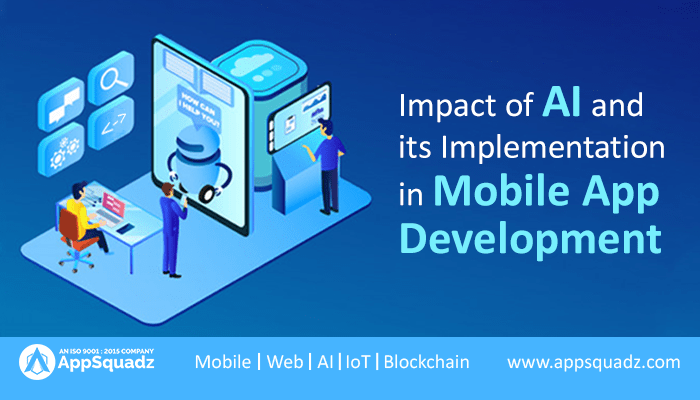 HOW CAN
I HELP YOU?
Impact of AI and
its Implementation
in Mobile App
Development
AN ISO 9001 : 2015 COMPANY
AppSquadz
Mobile | Web | AI | IoT | Blockchain
www.appsquadz.com